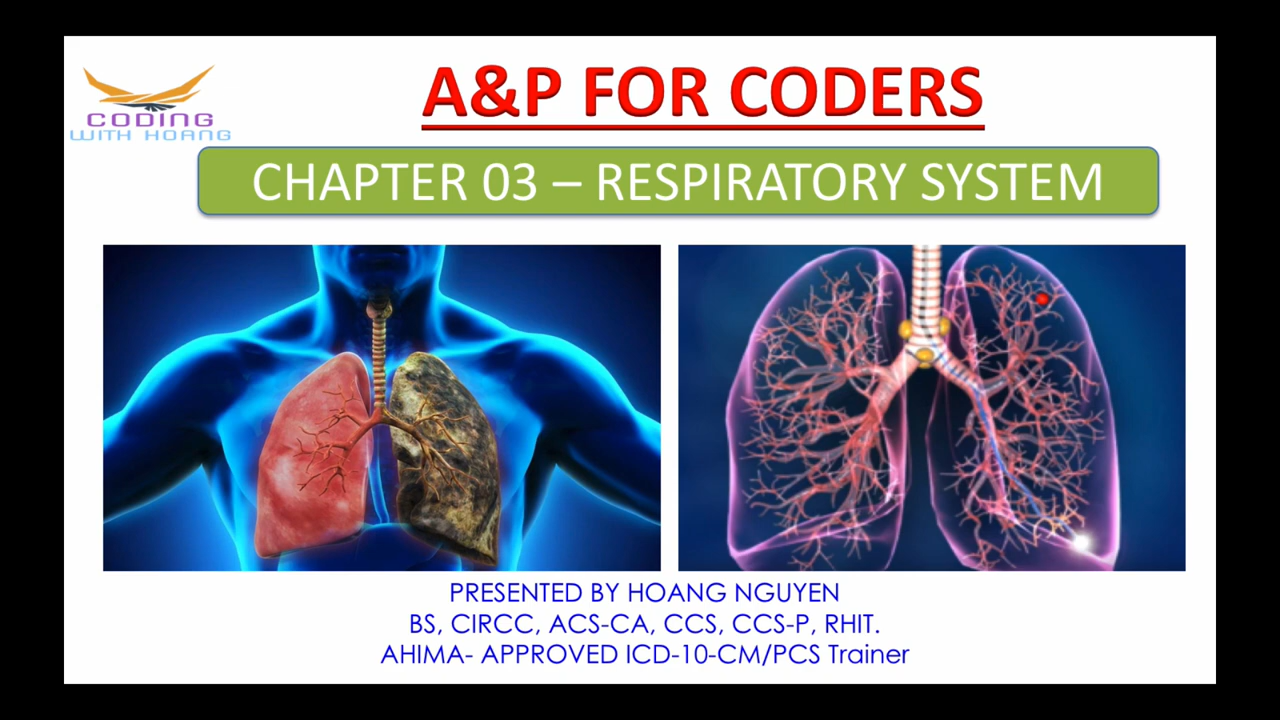 A&P FOR CODERS
CODING
WITH HOANG
CHAPTER 03 – RESPIRATORY SYSTEM
PRESENTED BY HOANG NGUYEN
BS, CIRCC, ACS-CA, CCS, CCS-P, RHIT.
AHIMA- APPROVED ICD-10-CM/PCS Trainer